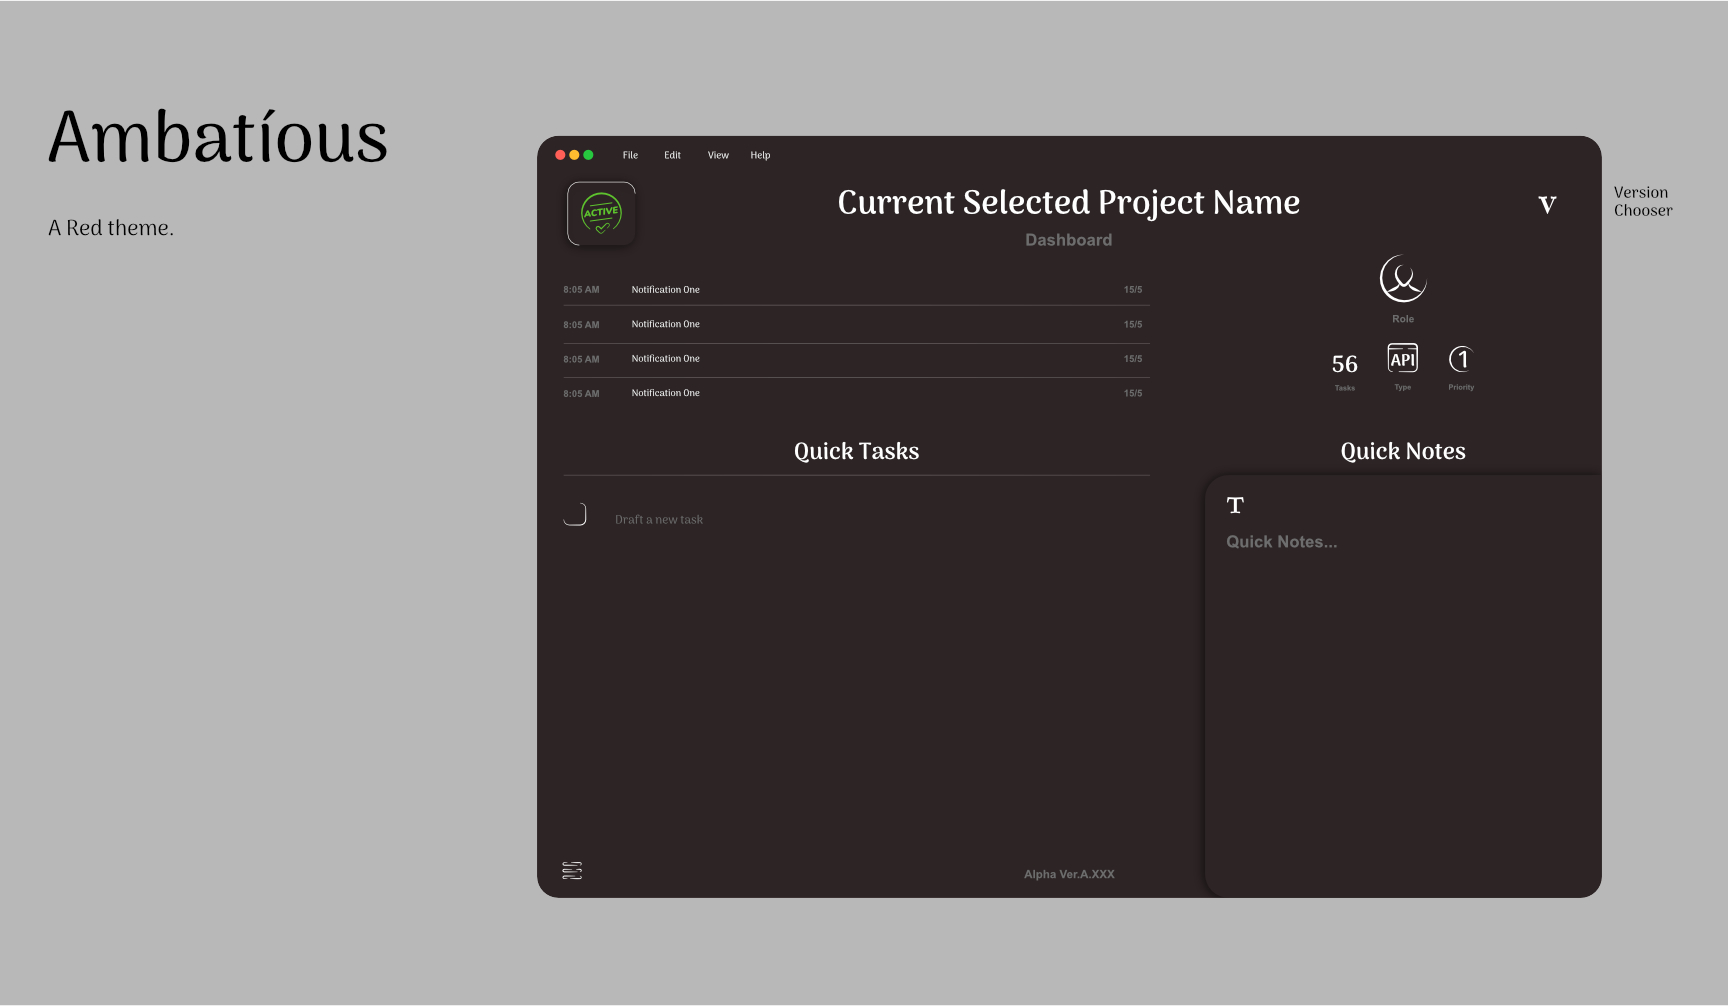 Ambatíous
A Red theme.
File Edit View Help
ACTIVE
Current Selected Project Name
Dashboard
V
Version
Chooser
8:05 AM Notification One 15/5
8:05 AM Notification One 15/5
8:05 AM Notification One 15/5
8:05 AM Notification One 15/5
Role
56 API 1
Tasks Type Priority
Quick Tasks
Draft a new task
Quick Notes
T
Quick Notes...
Alpha Ver.A.XXX